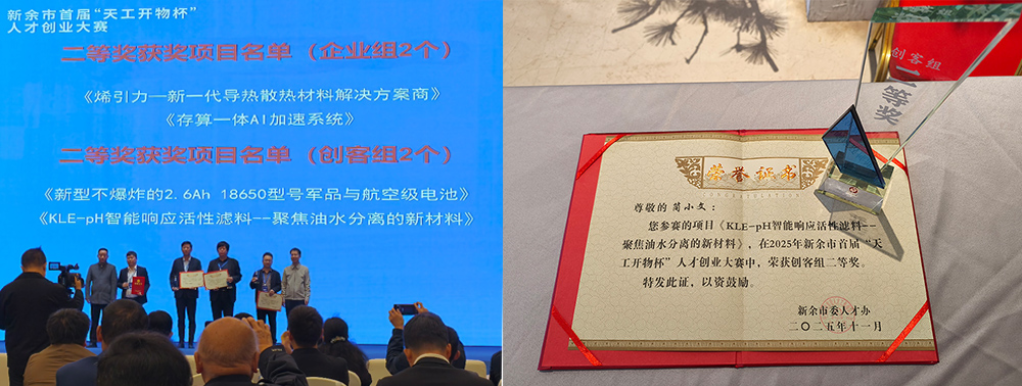 新余市首届“天工开物杯”
人才创业大赛
二等奖获奖项目名单（企业组2个）
《烯引力—新一代导热散热材料解决方案商》
《存算一体AI加速系统》
二等奖获奖项目名单（创客组2个）
《新型不爆炸的2.6Ah 18650型号军品与航空级电池》
《KLE-pH智能响应活性滤料--聚焦油水分离的新材料》
创客组
二等奖
荣誉证书
尊敬的 简小文：
您参赛的项目《KLE-pH智能响应活性滤料--
聚焦油水分离的新材料》，在2025年新余市首届“天
工开物杯”人才创业大赛中，荣获创客组二等奖。
特发此证，以资鼓励。
新余市委人才办
二〇二五年十一月